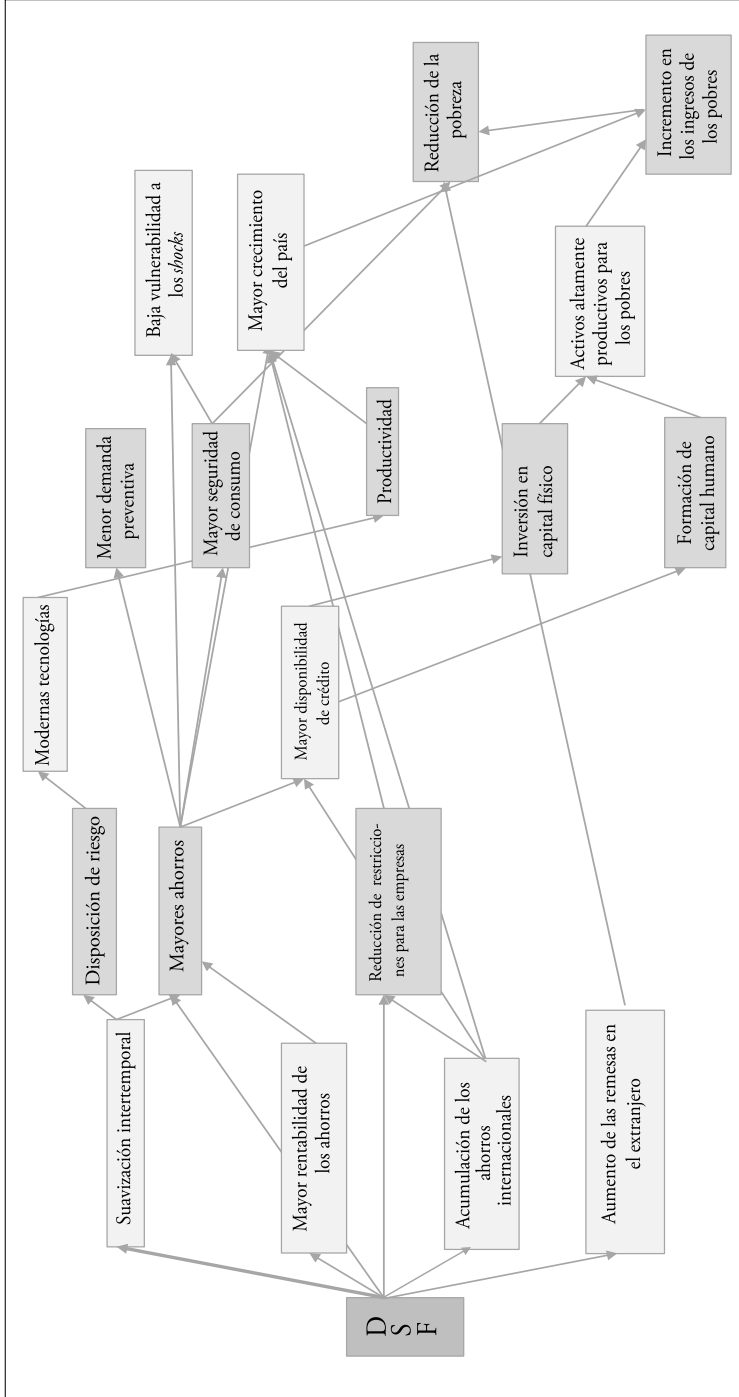 D
S
F
Suavización intertemporal
Mayor rentabilidad de
los ahorros
Acumulación de los
ahorros
internacionales
Aumento de las remesas en
el extranjero
Disposición de riesgo
Mayores ahorros
Reducción de restriccio-
nes para las empresas
Modernas tecnologías
Mayor disponibilidad
de crédito
Menor demanda
preventiva
Mayor seguridad
de consumo
Productividad
Inversión en
capital físico
Formación de
capital humano
Baja vulnerabilidad a
los shocks
Mayor crecimiento
del país
Activos altamente
productivos para
los pobres
Reducción de la
pobreza
Incremento en
los ingresos de
los pobres